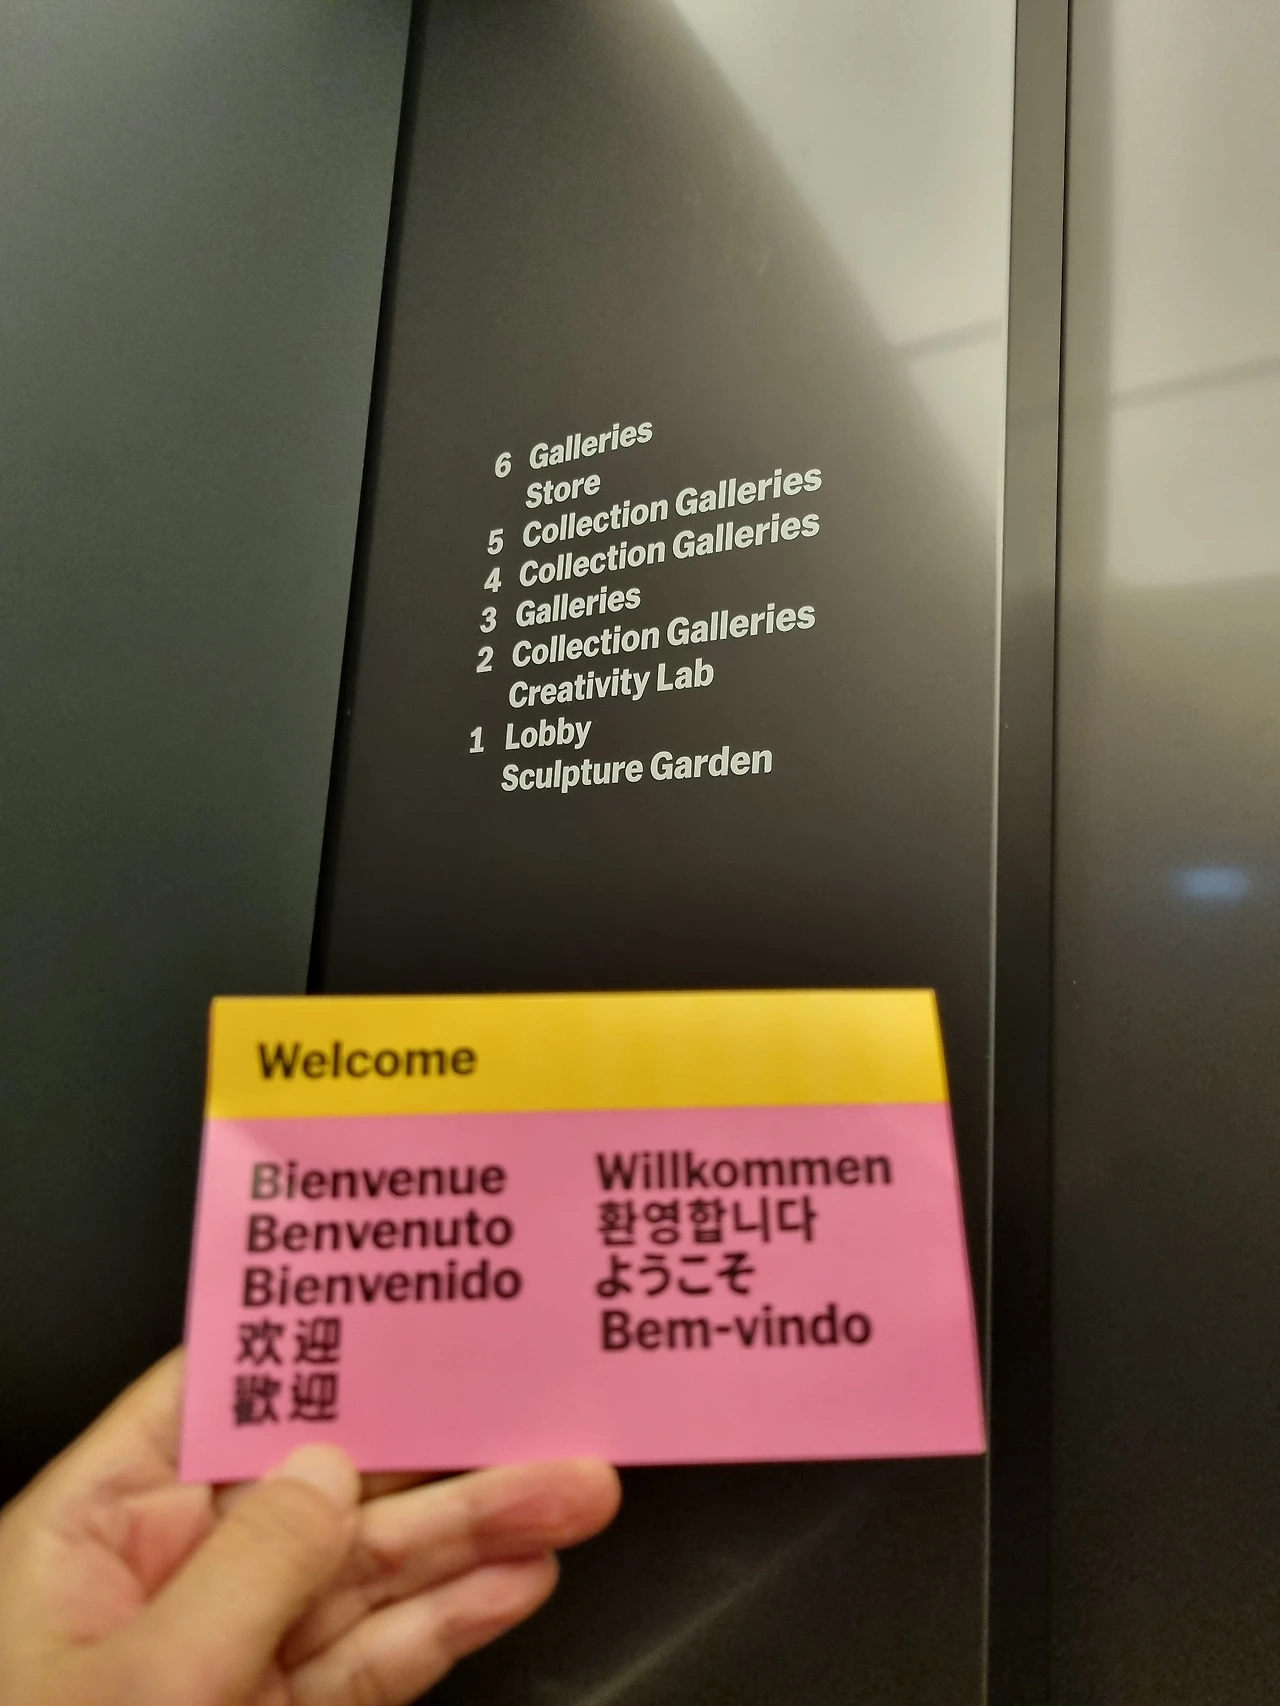 6 Galleries
Store
5 Collection Galleries
4 Collection Galleries
3 Galleries
2 Collection Galleries
Creativity Lab
1 Lobby
Sculpture Garden
Welcome
Bienvenue
Benvenuto
Bienvenido
欢迎
歡迎
Willkommen
환영합니다
ようこそ
Bem-vindo